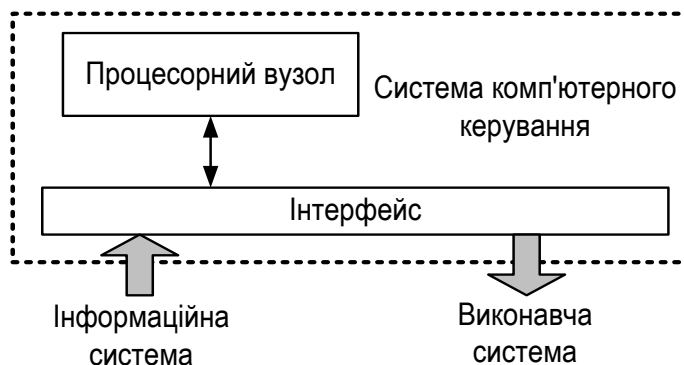 Процесорний вузол
Система комп'ютерного
керування
Інтерфейс
Інформаційна
система
Виконавча
система